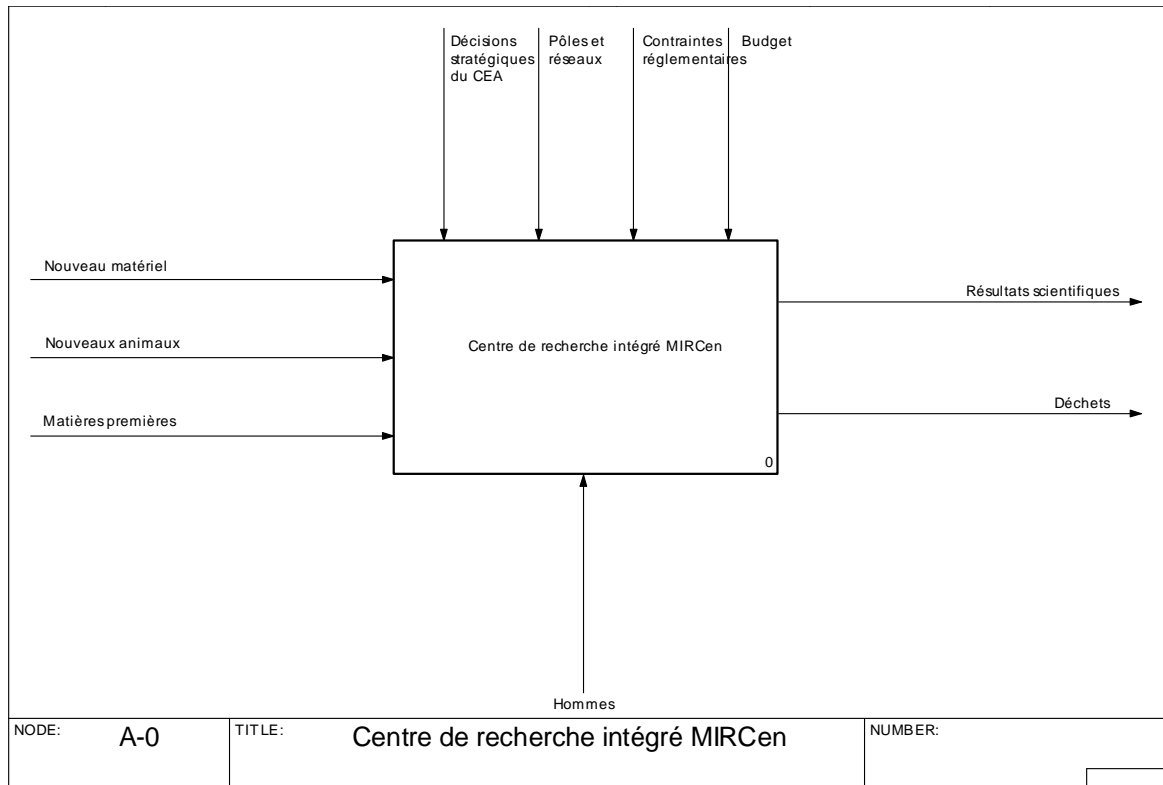 Décisions
stratégiques
du CEA
Pôles et
réseaux
Contraintes
réglementaires
Budget
Nouveau matériel
Nouveaux animaux
Matières premières
Centre de recherche intégré MIRCen
0
Résultats scientifiques
Déchets
Hommes
NODE: A-0
TITLE: Centre de recherche intégré MIRCen
NUMBER: